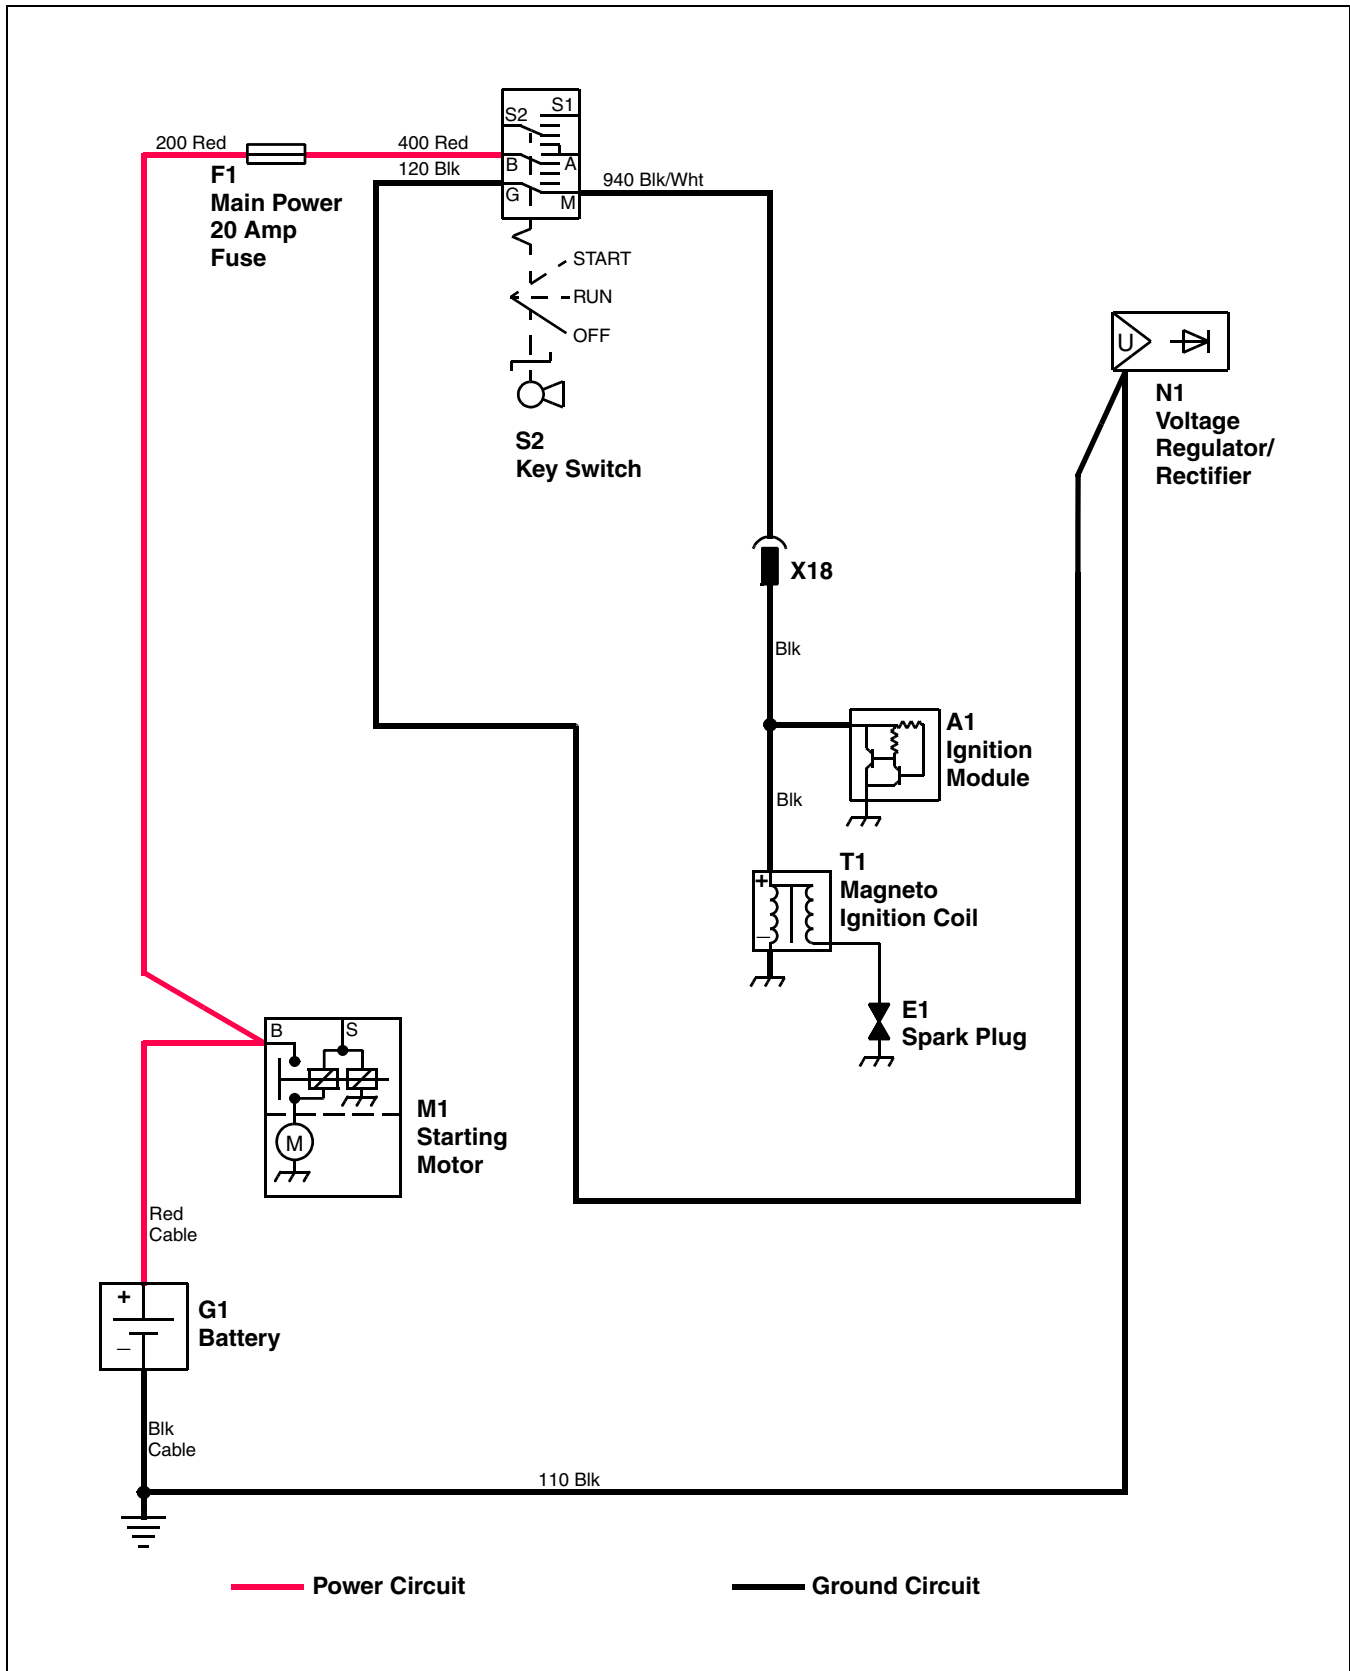 S2
S1
200 Red
400 Red
B
A
120 Blk
G
M
940 Blk/Wht
F1
Main Power
20 Amp
Fuse
START
RUN
OFF
S2
Key Switch
U
N1
Voltage
Regulator/
Rectifier
X18
Blk
A1
Ignition
Module
Blk
T1
Magneto
Ignition Coil
+
–
E1
Spark Plug
B
S
M
M1
Starting
Motor
Red
Cable
+
–
G1
Battery
Blk
Cable
110 Blk
Power Circuit
Ground Circuit